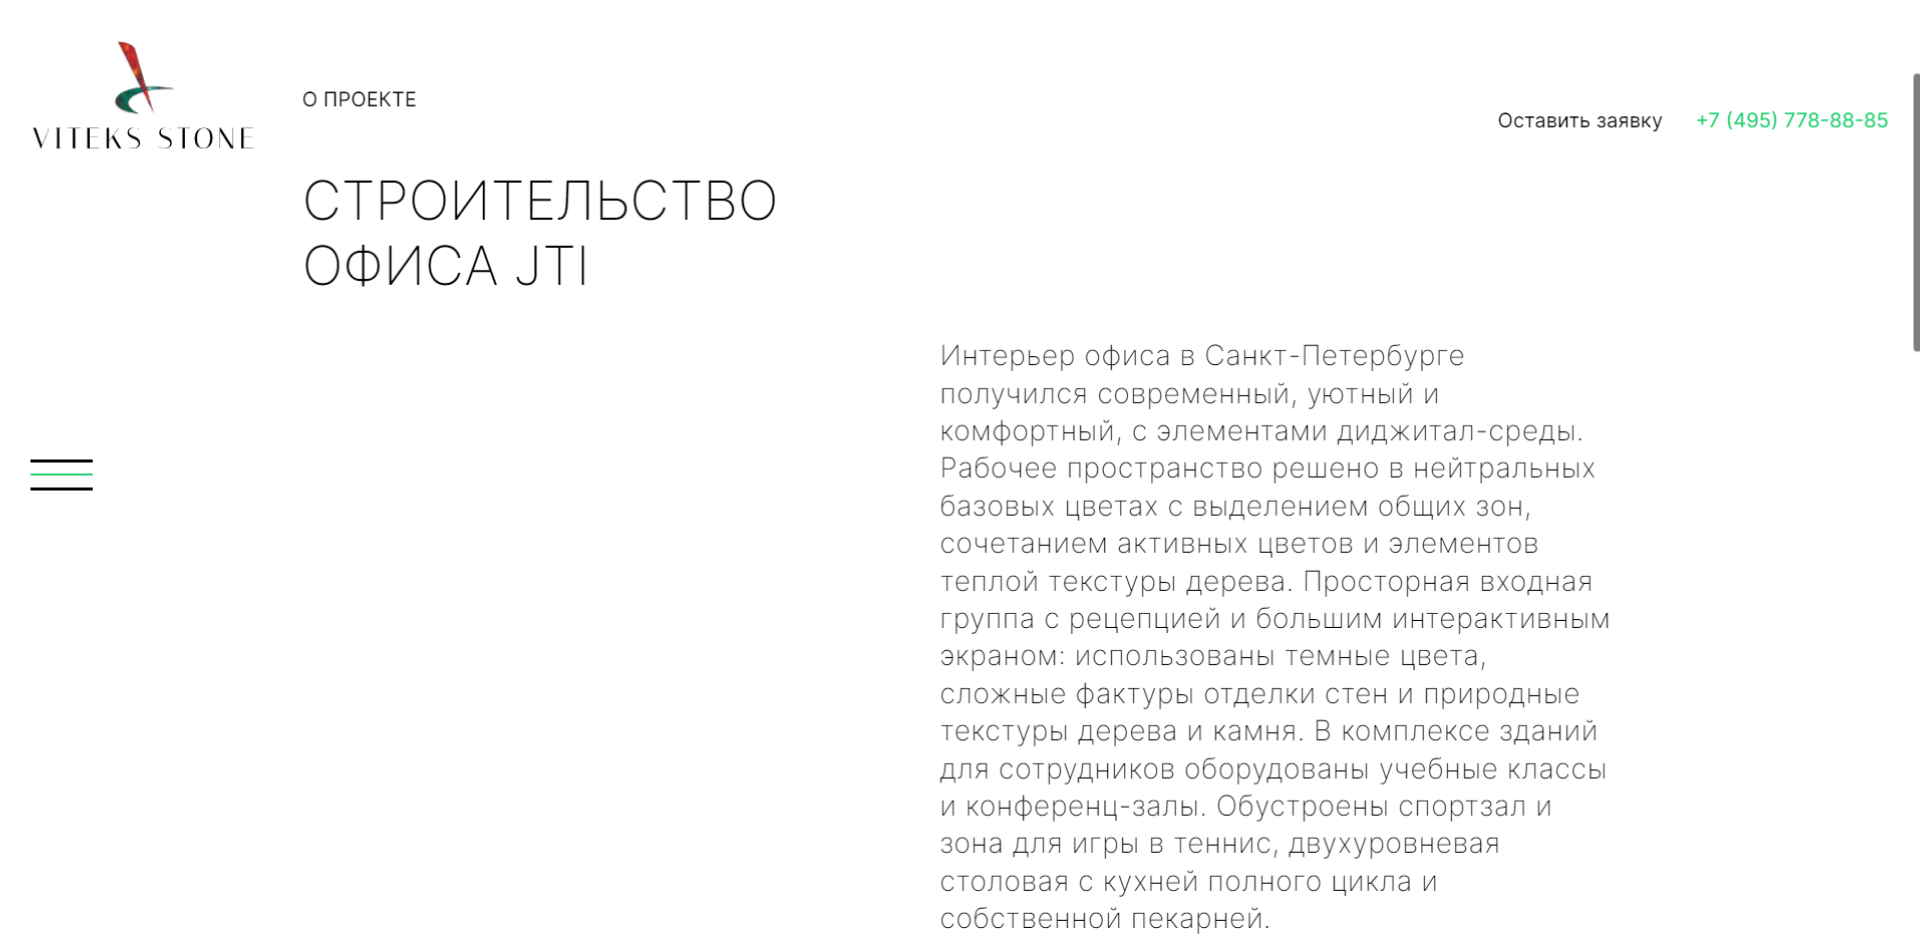 VITEKS STONE
О ПРОЕКТЕ
Оставить заявку
+7 (495) 778-88-85
СТРОИТЕЛЬСТВО
ОФИСА JTI
Интерьер офиса в Санкт-Петербурге
получился современный, уютный и
комфортный, с элементами диджитал-среды.
Рабочее пространство решено в нейтральных
базовых цветах с выделением общих зон,
сочетанием активных цветов и элементов
теплой текстуры дерева. Просторная входная
группа с рецепцией и большим интерактивным
экраном: использованы темные цвета,
сложные фактуры отделки стен и природные
текстуры дерева и камня. В комплексе зданий
для сотрудников оборудованы учебные классы
и конференц-залы. Обустроены спортзал и
зона для игры в теннис, двухуровневая
столовая с кухней полного цикла и
собственной пекарней.